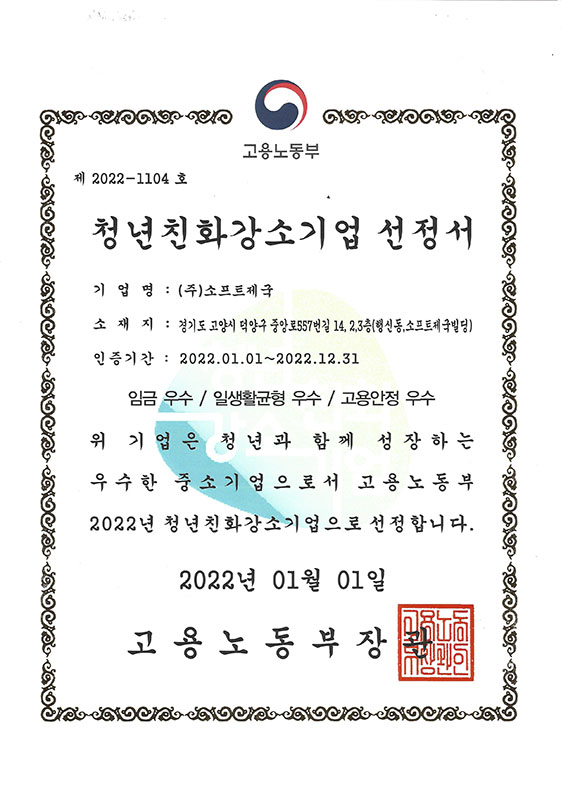 고용노동부
제 2022-1104 호
청년친화강소기업 선정서
기 업 명 : (주)소프트제국
소 재 지 : 경기도 고양시 덕양구 중앙로557번길 14, 2,3층(행신동,소프트제국빌딩)
인증기간 : 2022.01.01~2022.12.31
임금 우수 / 일생활균형 우수 / 고용안정 우수
위 기업은 청년과 함께 성장하는
우수한 중소기업으로서 고용노동부
2022년 청년친화강소기업으로 선정합니다.
2022년 01월 01일
고용노동부장관